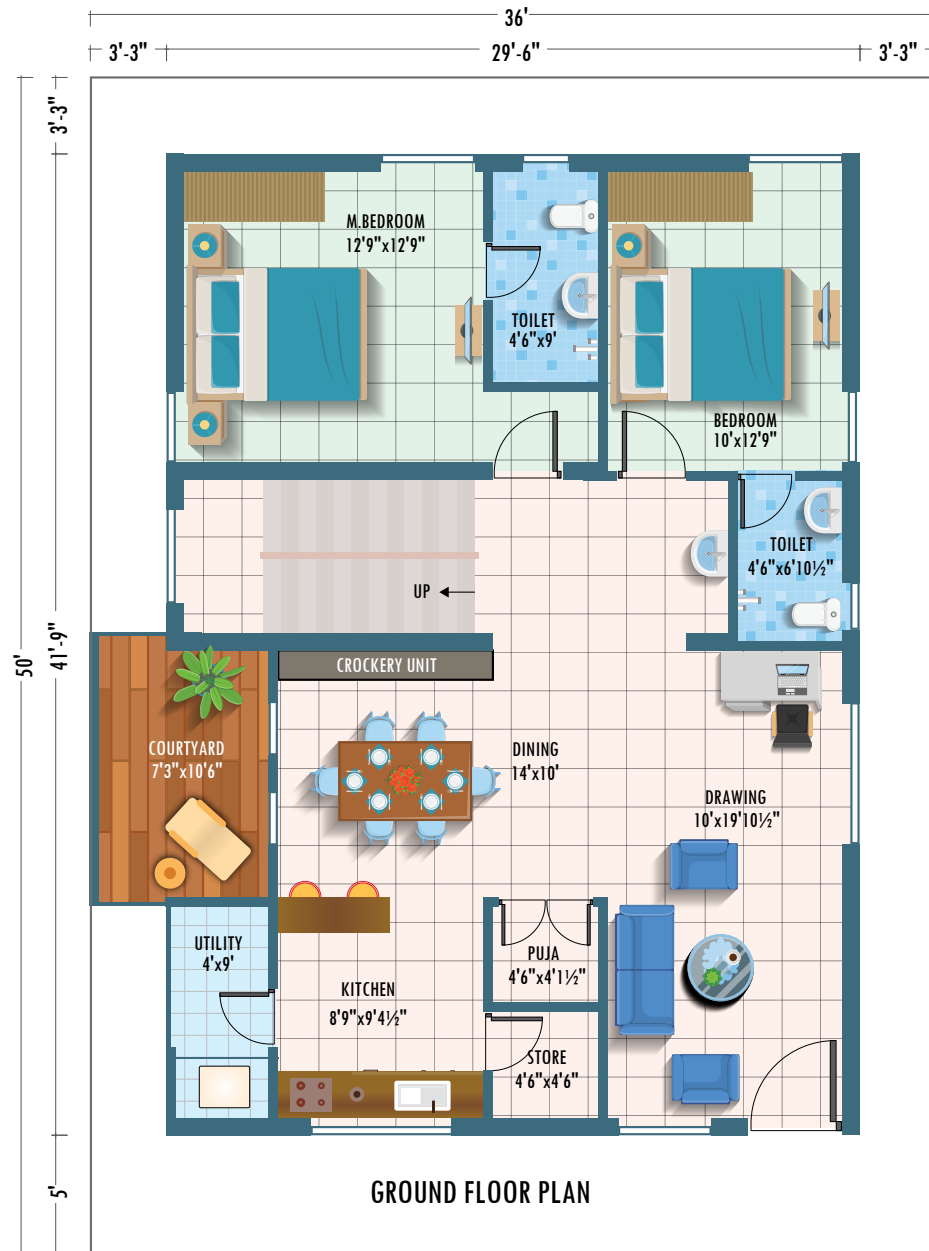 36'
3'-3"
29'-6"
3'-3"
3'-3"
M.BEDROOM
12'9"x12'9"
TOILET
4'6"x9'
BEDROOM
10'x12'9"
TOILET
4'6"x6'10½"
UP
50'
41'-9"
CROCKERY UNIT
COURTYARD
7'3"x10'6"
DINING
14'x10'
DRAWING
10'x19'10½"
UTILITY
4'x9'
PUJA
4'6"x4'1½"
KITCHEN
8'9"x9'4½"
STORE
4'6"x4'6"
5'
GROUND FLOOR PLAN